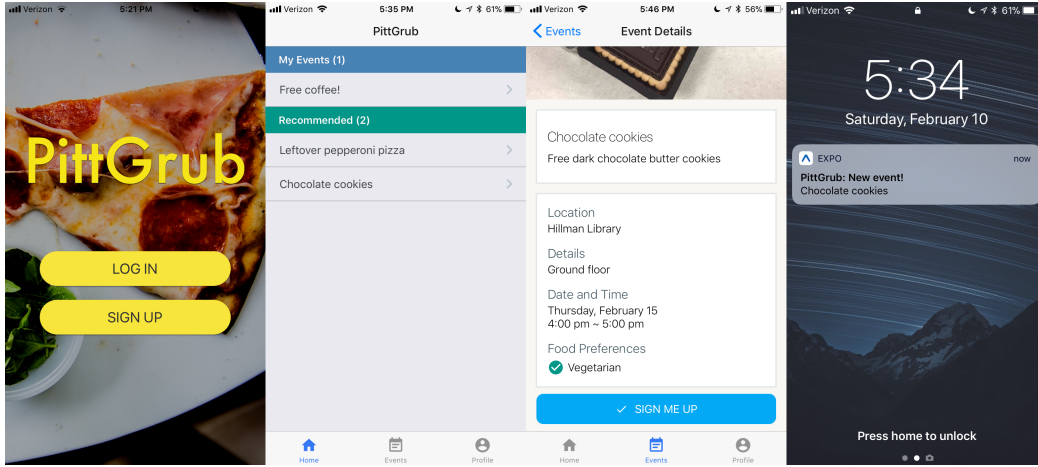 Verizon 5:21 PM
PittGrub
LOG IN
SIGN UP
Verizon 5:35 PM 61%
PittGrub
My Events (1)
Free coffee!
Recommended (2)
Leftover pepperoni pizza
Chocolate cookies
Home Events Profile
Verizon 5:46 PM 56%
Events Event Details
Chocolate cookies
Free dark chocolate butter cookies
Location
Hillman Library
Details
Ground floor
Date and Time
Thursday, February 15
4:00 pm ~ 5:00 pm
Food Preferences
Vegetarian
SIGN ME UP
Home Events Profile
Verizon 61%
5:34
Saturday, February 10
EXPO now
PittGrub: New event!
Chocolate cookies
Press home to unlock